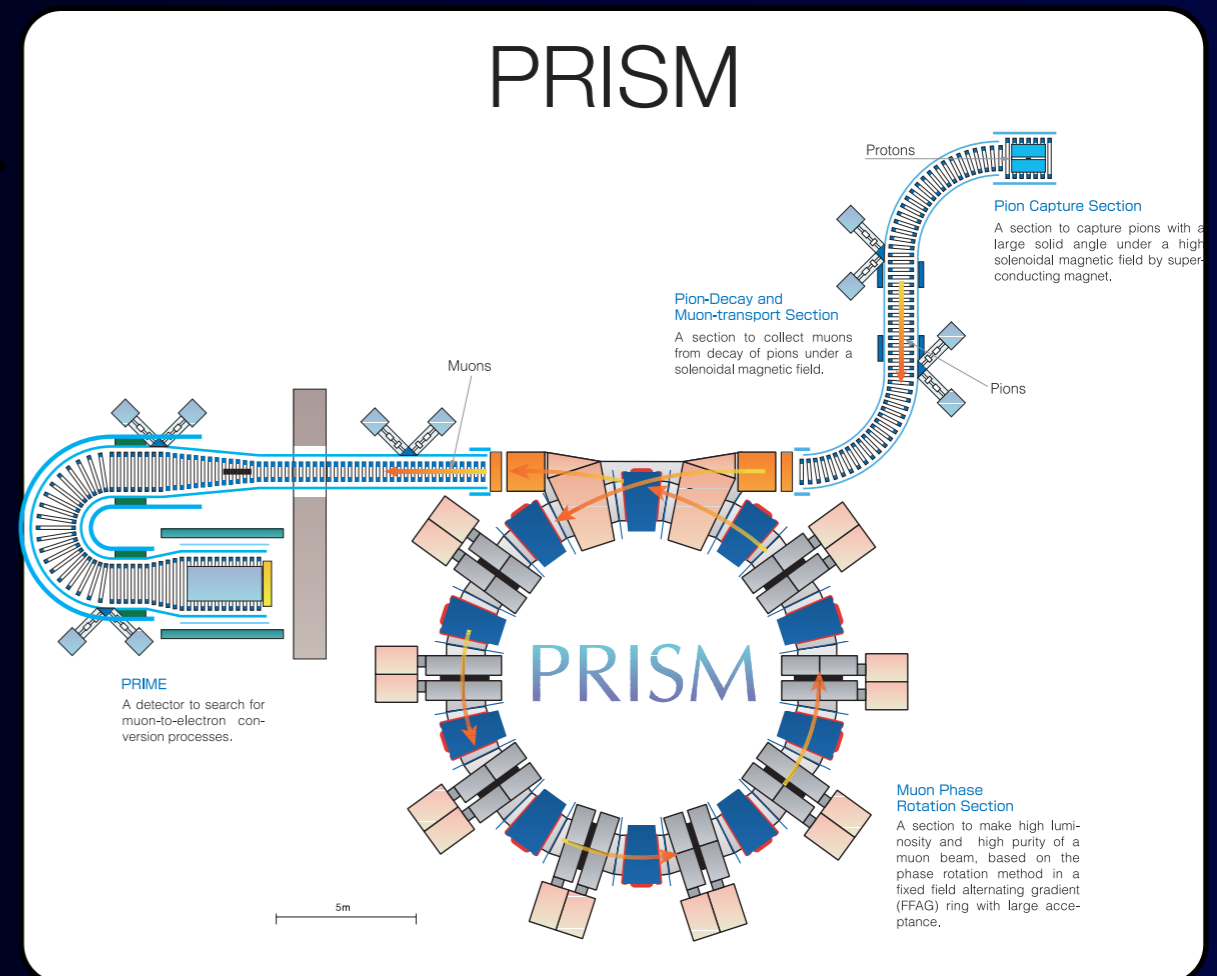 PRISM
Protons
Pion Capture Section
A section to capture pions with a
large solid angle under a high
solenoidal magnetic field by super-
conducting magnet.
Pion-Decay and
Muon-transport Section
A section to collect muons
from decay of pions under a
solenoidal magnetic field.
Pions
Muons
PRISM
PRIME
A detector to search for
muon-to-electron con-
version processes.
Muon Phase
Rotation Section
A section to make high lumi-
nosity and high purity of a
muon beam, based on the
phase rotation method in a
fixed field alternating gradient
(FFAG) ring with large acce-
ptance.
5m